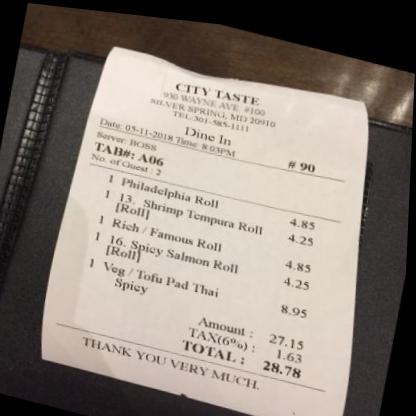 CITY TASTE
930 WAYNE AVE. #100
SILVER SPRING, MD 20910
TEL:301-585-1111
Dine In
Date: 05-11-2018 Time: 8:03PM
Server: BOSS
TAB#: A06 # 90
No. of Guest : 2
1 Philadelphia Roll 4.85
1 13. Shrimp Tempura Roll 4.25
[Roll]
1 Rich / Famous Roll 4.85
1 16. Spicy Salmon Roll 4.25
[Roll]
1 Veg / Tofu Pad Thai 8.95
Spicy
Amount : 27.15
TAX(6%) : 1.63
TOTAL : 28.78
THANK YOU VERY MUCH.